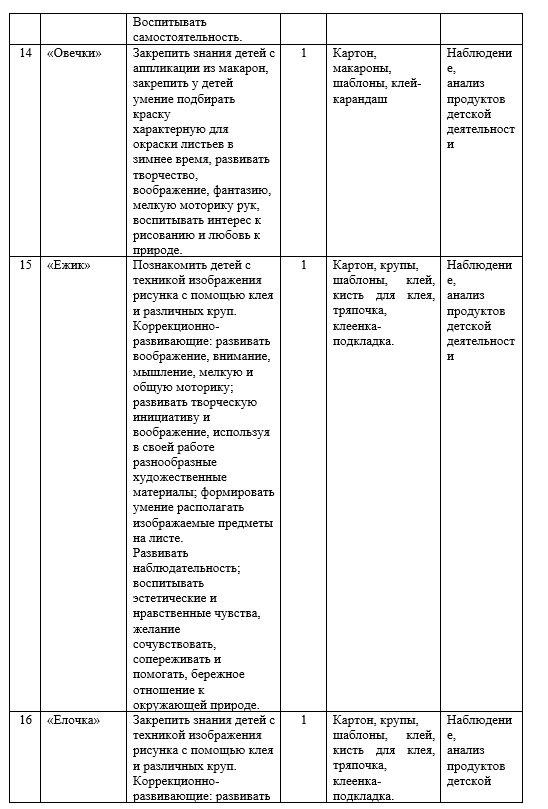 Воспитывать
самостоятельность.
14 «Овечки» Закрепить знания детей с 1 Картон, Наблюдени
аппликации из макарон, макароны, е,
закрепить у детей шаблоны, клей- анализ
умение подбирать карандаш продуктов
краску детской
характерную для деятельност
окраски листьев в и
зимнее время, развивать
творчество,
воображение, фантазию,
мелкую моторику рук,
воспитывать интерес к
рисованию и любовь к
природе.
15 «Ежик» Познакомить детей с 1 Картон, крупы, Наблюдени
техникой изображения шаблоны, клей, е,
рисунка с помощью клея кисть для клея, анализ
и различных круп. тряпочка, продуктов
Коррекционно- клеенка- детской
развивающие: развивать подкладка. деятельност
воображение, внимание, и
мышление, мелкую и
общую моторику;
развивать творческую
инициативу и
воображение, используя
в своей работе
разнообразные
художественные
материалы; формировать
умение располагать
изображаемые предметы
на листе.
Развивать
наблюдательность;
воспитывать
эстетические и
нравственные чувства,
желание
сочувствовать,
сопереживать и
помогать, бережное
отношение к
окружающей природе.
16 «Елочка» Закрепить знания детей с 1 Картон, крупы, Наблюдени
техникой изображения шаблоны, клей, е,
рисунка с помощью клея кисть для клея, анализ
и различных круп. тряпочка, продуктов
Коррекционно- клеенка- детской
развивающие: развивать подкладка.